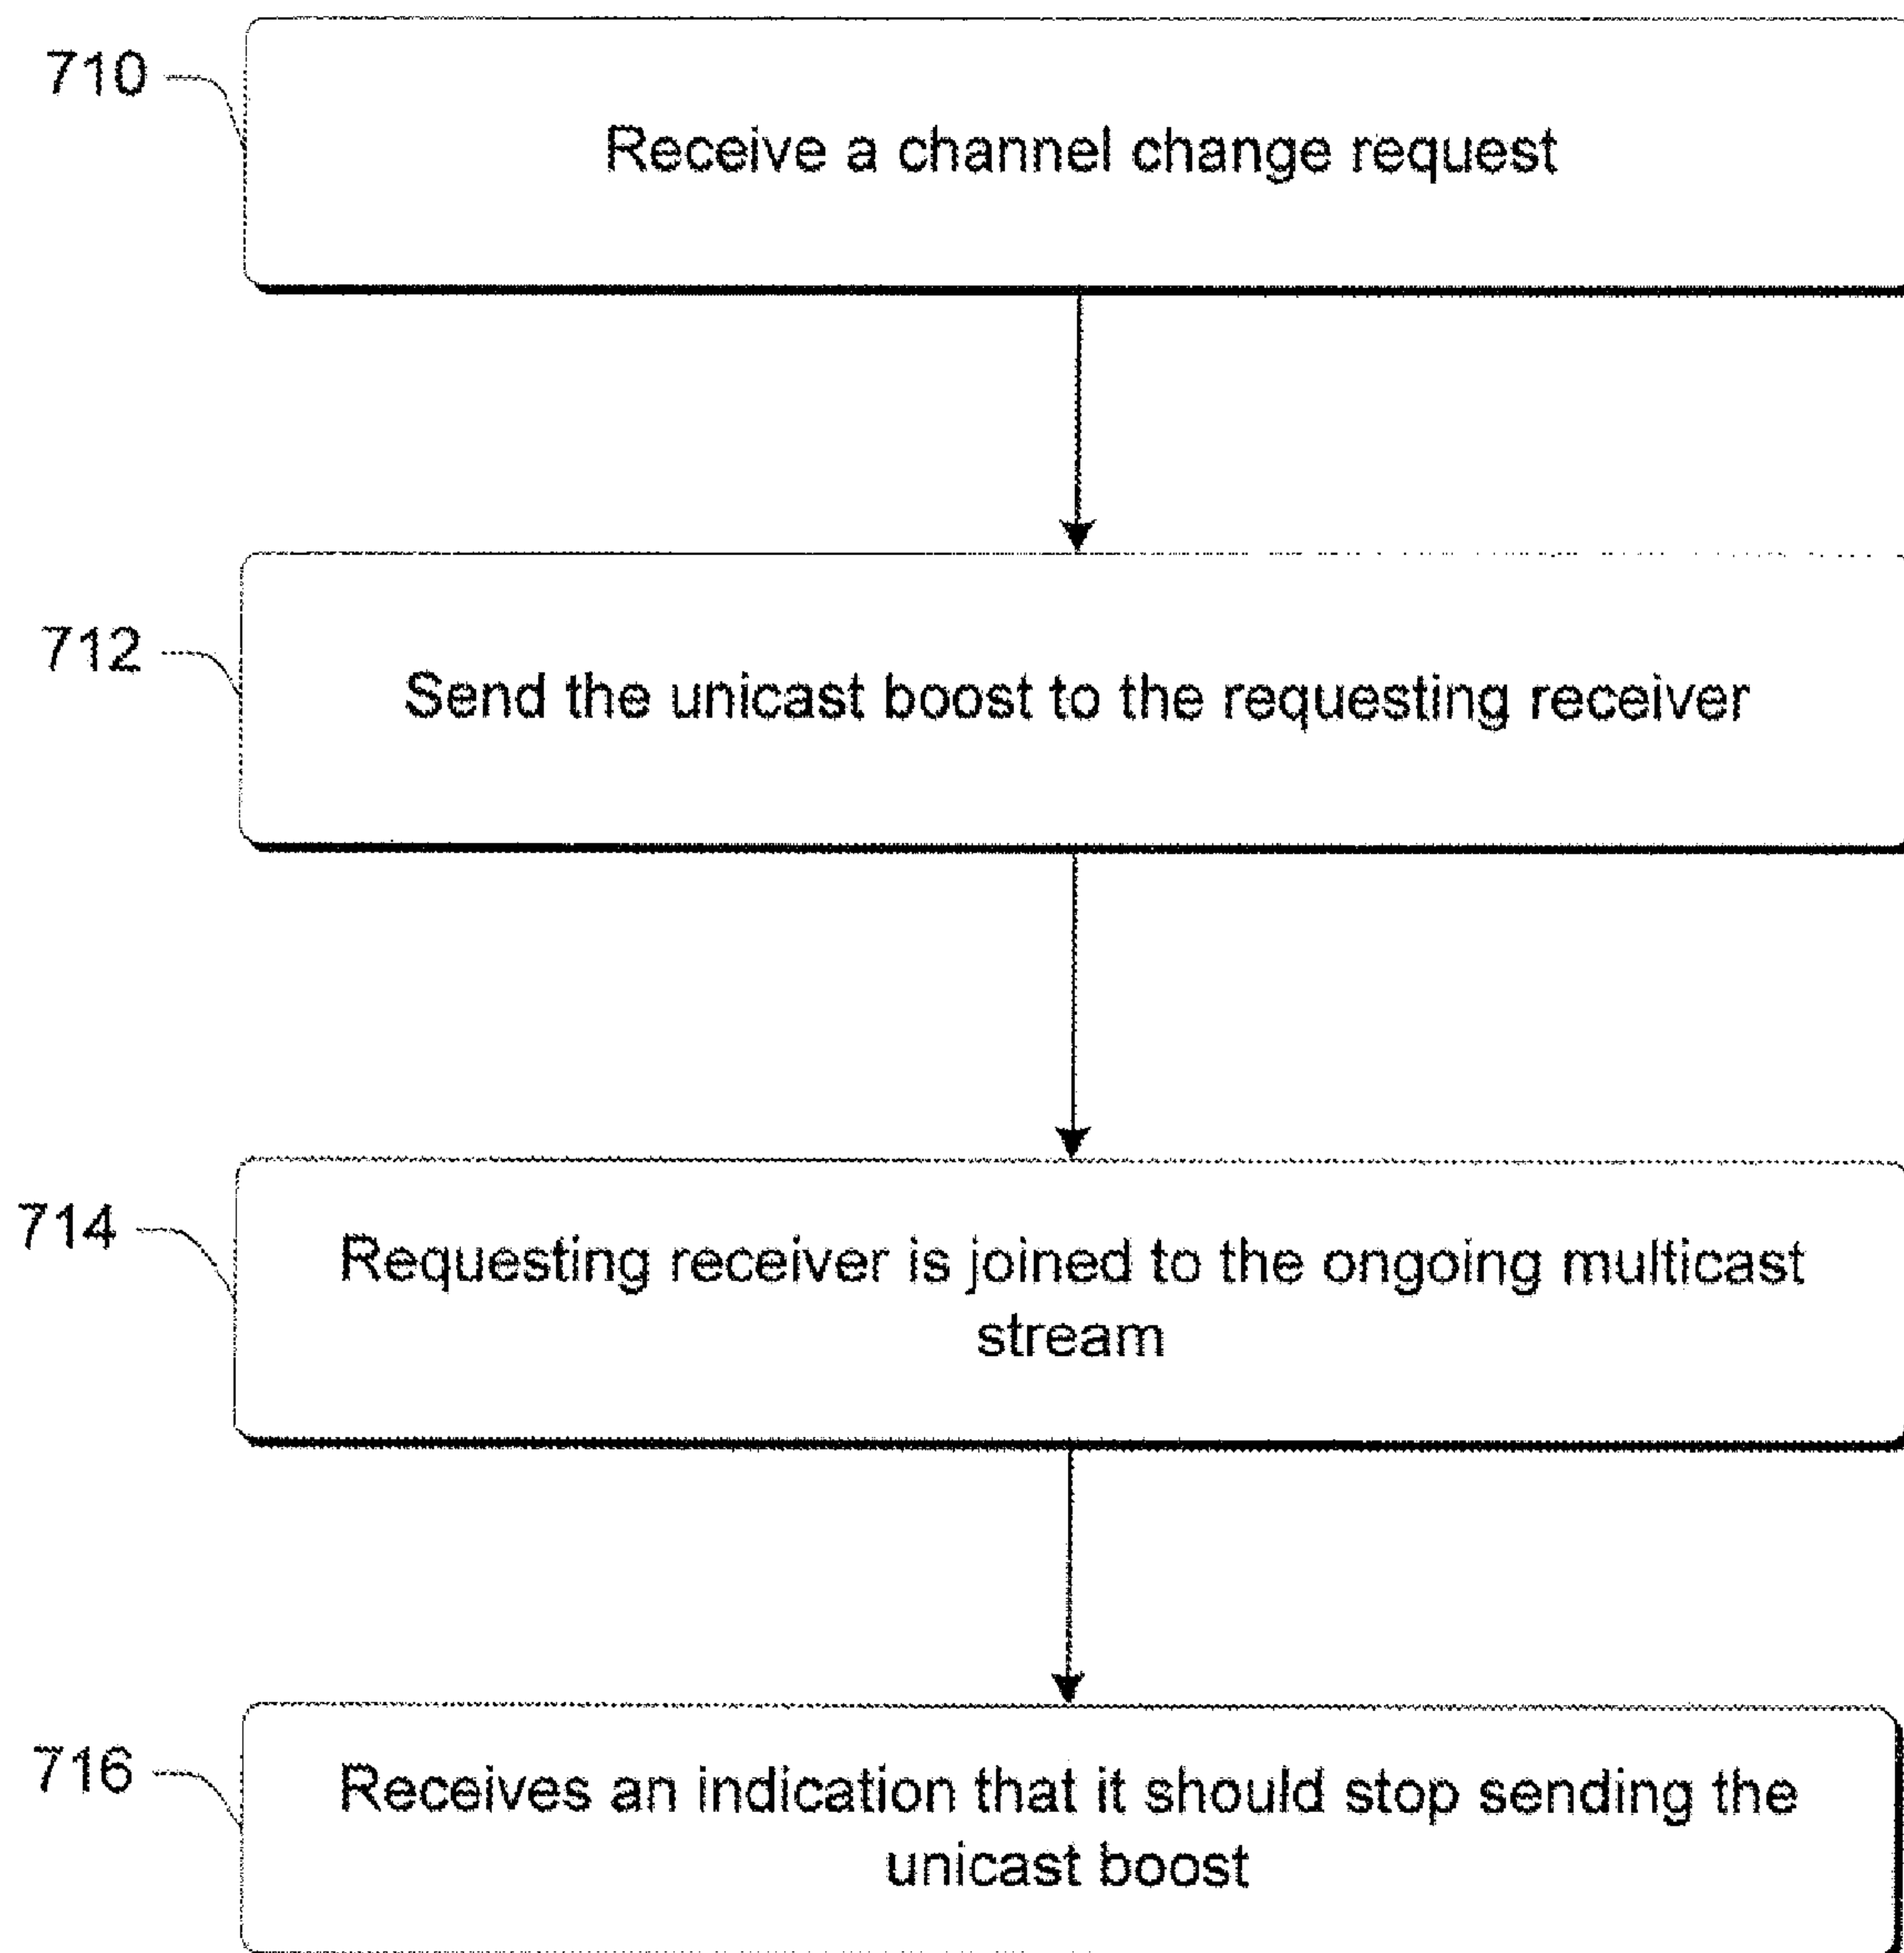 710
Receive a channel change request
712
Send the unicast boost to the requesting receiver
714
Requesting receiver is joined to the ongoing multicast
stream
716
Receives an indication that it should stop sending the
unicast boost